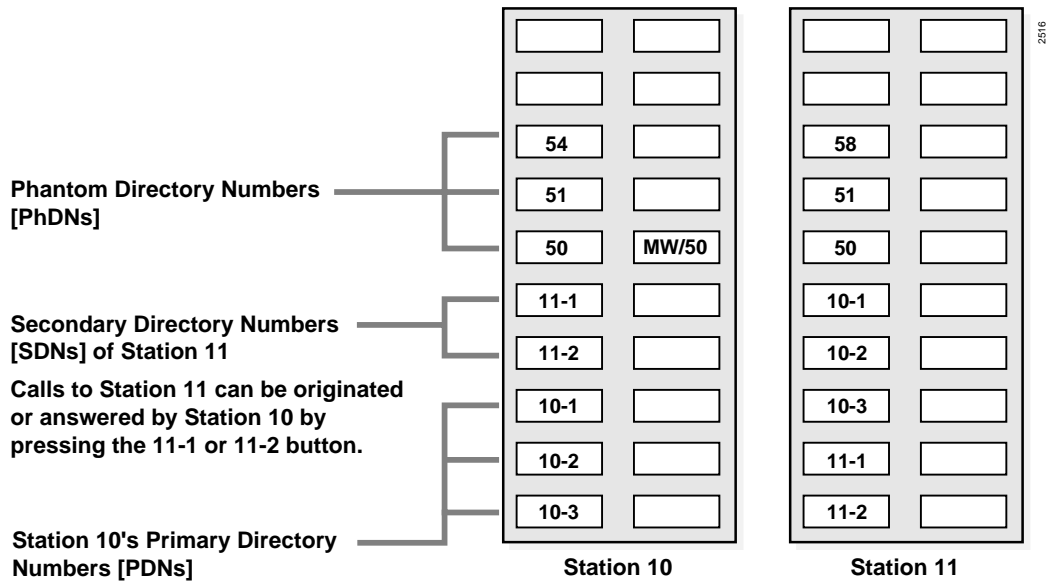 2516
Phantom Directory Numbers
[PhDNs]
Secondary Directory Numbers
[SDNs] of Station 11
Calls to Station 11 can be originated
or answered by Station 10 by
pressing the 11-1 or 11-2 button.
Station 10's Primary Directory
Numbers [PDNs]
54
51
50 MW/50
11-1
11-2
10-1
10-2
10-3
Station 10
58
51
50
10-1
10-2
10-3
11-1
11-2
Station 11